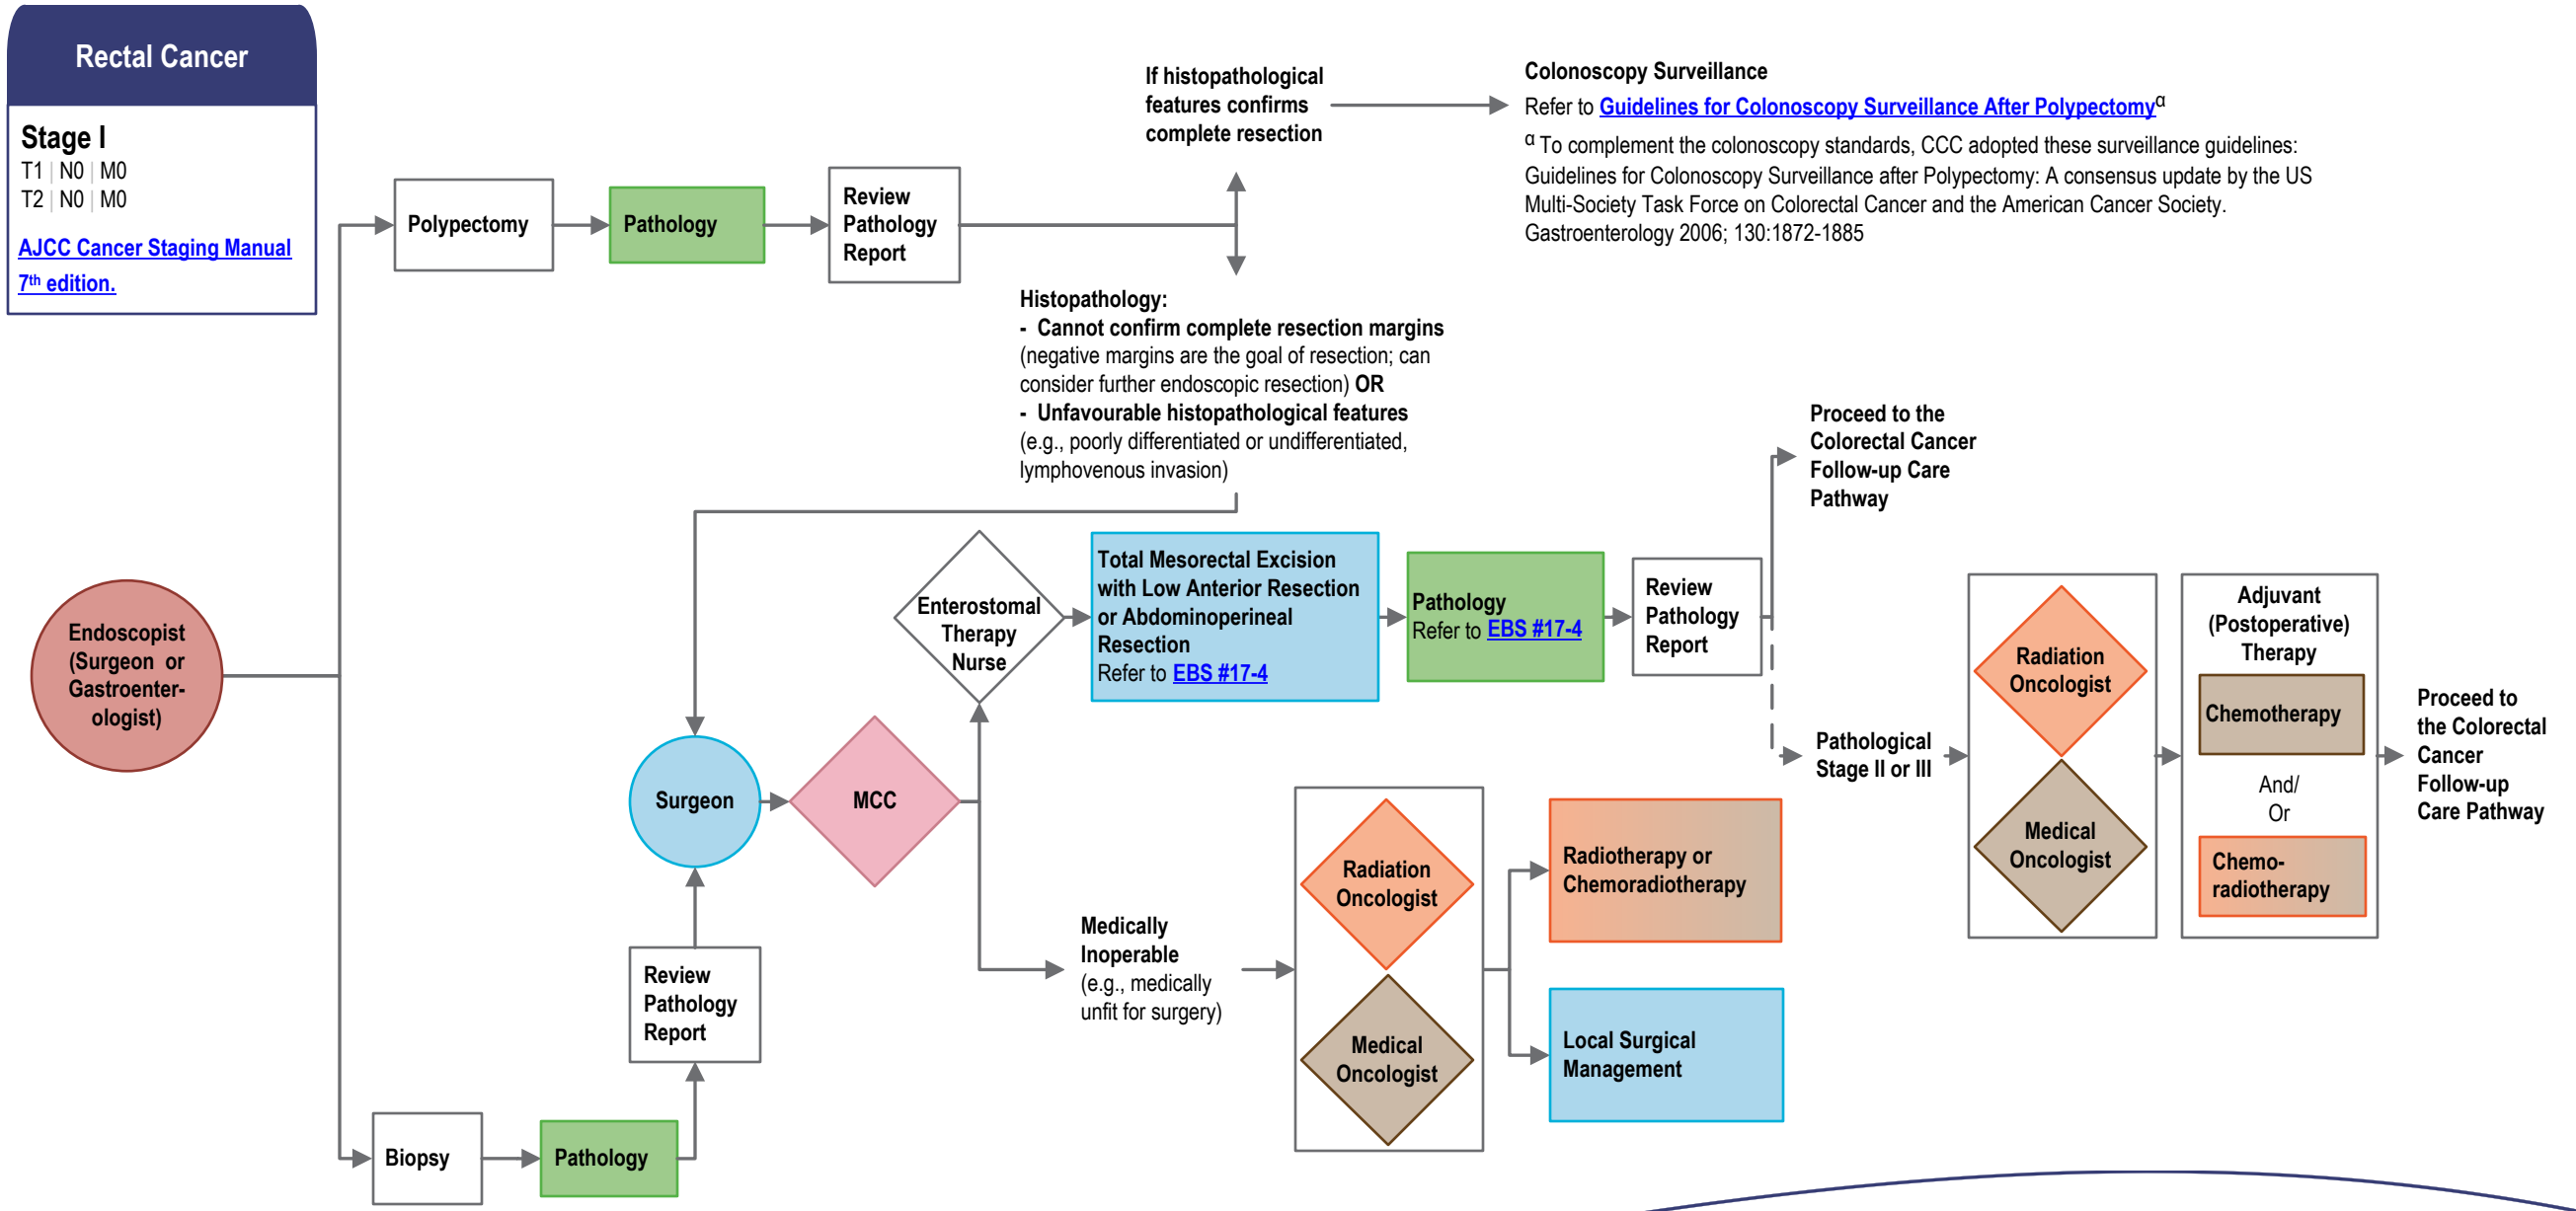 Rectal Cancer
Stage I
T1 | N0 | M0
T2 | N0 | M0
AJCC Cancer Staging Manual
7th edition.
If histopathological
features confirms
complete resection
Colonoscopy Surveillance
Refer to Guidelines for Colonoscopy Surveillance After Polypectomyα
α To complement the colonoscopy standards, CCC adopted these surveillance guidelines:
Guidelines for Colonoscopy Surveillance after Polypectomy: A consensus update by the US
Multi-Society Task Force on Colorectal Cancer and the American Cancer Society.
Gastroenterology 2006; 130:1872-1885
Polypectomy
Pathology
Review
Pathology
Report
Histopathology:
- Cannot confirm complete resection margins
(negative margins are the goal of resection; can
consider further endoscopic resection) OR
- Unfavourable histopathological features
(e.g., poorly differentiated or undifferentiated,
lymphovenous invasion)
Endoscopist
(Surgeon or
Gastroenter-
ologist)
Surgeon
MCC
Enterostomal
Therapy
Nurse
Total Mesorectal Excision
with Low Anterior Resection
or Abdominoperineal
Resection
Refer to EBS #17-4
Pathology
Refer to EBS #17-4
Review
Pathology
Report
Proceed to the
Colorectal Cancer
Follow-up Care
Pathway
Pathological
Stage II or III
Radiation
Oncologist
Medical
Oncologist
Adjuvant
(Postoperative)
Therapy
Chemotherapy
And/
Or
Chemo-
radiotherapy
Proceed to
the Colorectal
Cancer
Follow-up
Care Pathway
Medically
Inoperable
(e.g., medically
unfit for surgery)
Radiation
Oncologist
Medical
Oncologist
Radiotherapy or
Chemoradiotherapy
Local Surgical
Management
Review
Pathology
Report
Biopsy
Pathology